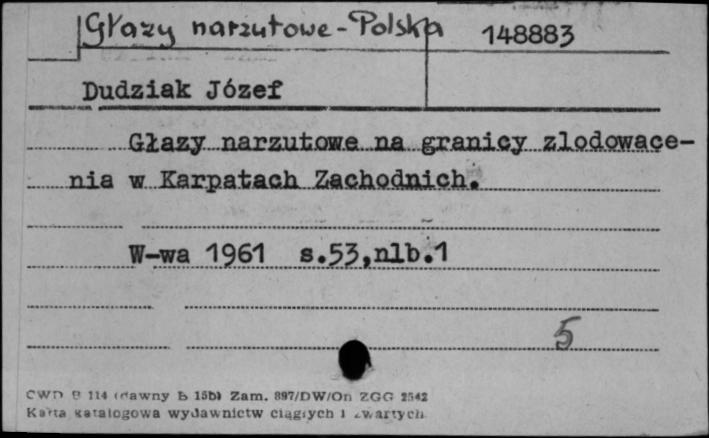 Głazy narzutowe - Polska 148883
Dudziak Józef
Głazy narzutowe na granicy zlodowace-
nia w Karpatach Zachodnich.
W-wa 1961 s.53,nlb.1
5
CWD B 114 (dawny b 15b) Zam. 897/DW/On ZGG 2542
Karta katalogowa wydawnictw ciągłych i zwartych